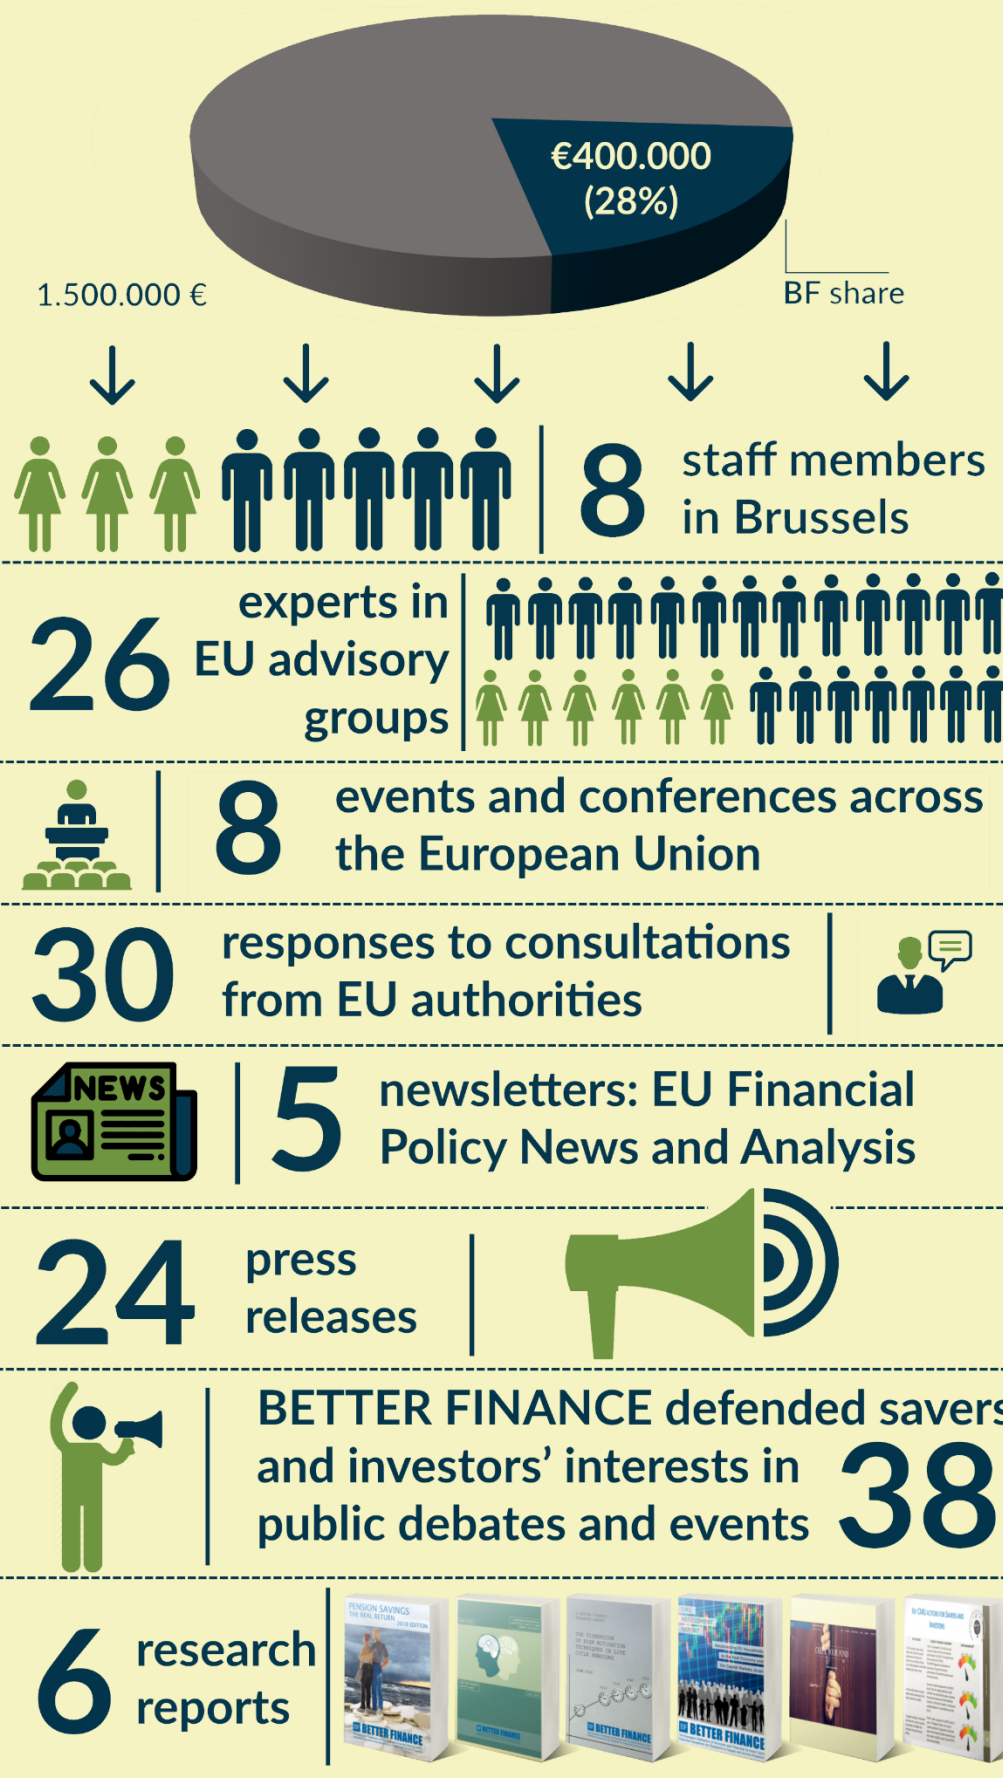 €400.000
(28%)
1.500.000 €
BF share
8
staff members
in Brussels
26
experts in
EU advisory
groups
8
events and conferences across
the European Union
30
responses to consultations
from EU authorities
NEWS
5
newsletters: EU Financial
Policy News and Analysis
24
press
releases
BETTER FINANCE defended savers
and investors' interests in
public debates and events
38
6
research
reports
PENSION SAVINGS
THE REAL RETURN
2018 EDITION
BETTER FINANCE
BETTER FINANCE
BETTER FINANCE
BETTER FINANCE